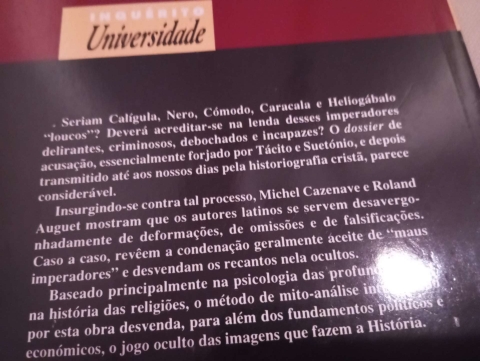 INQUÉRITO
Universidade
. Seriam Calígula, Nero, Cómodo, Caracala e Heliogábalo
“loucos”? Deverá acreditar-se na lenda desses imperadores
delirantes, criminosos, debochados e incapazes? O dossier de
acusação, essencialmente forjado por Tácito e Suetónio, e depois
transmitido até aos nossos dias pela historiografia cristã, parece
considerável.
Insurgindo-se contra tal processo, Michel Cazenave e Roland
Auguet mostram que os autores latinos se servem desavergo-
nhadamente de deformações, de omissões e de falsificações.
Caso a caso, revêem a condenação geralmente aceite de “maus
imperadores” e desvendam os recantos nela ocultos.
Baseado principalmente na psicologia das
na história das religiões, o método de mito-análise
por esta obra desvenda, para além dos fundamentos políticos e
económicos, o jogo oculto das imagens que fazem a História.